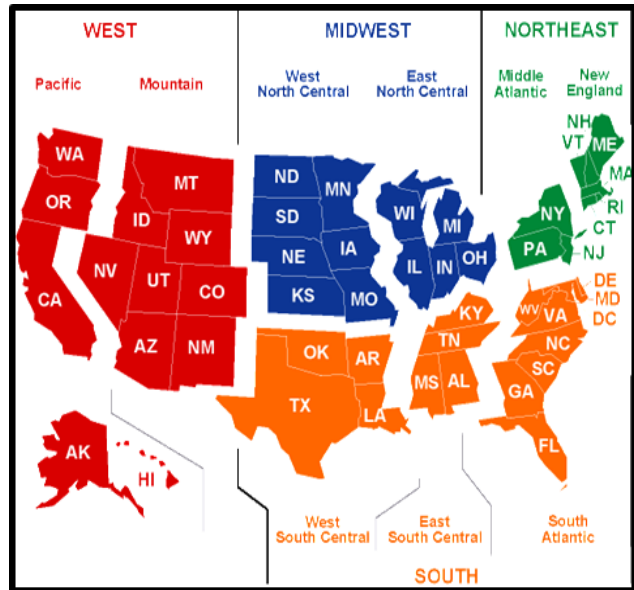 WEST
MIDWEST
NORTHEAST
Pacific
Mountain
West
North Central
East
North Central
Middle
Atlantic
New
England
WA
OR
CA
MT
ID
WY
NV
UT
CO
AZ
NM
AK
HI
ND
SD
NE
KS
MN
IA
MO
WI
MI
IL
IN
OH
NH
VT
ME
MA
RI
CT
NY
PA
NJ
DE
MD
DC
WV
VA
KY
TN
NC
SC
OK
AR
TX
LA
MS
AL
GA
FL
West
South Central
East
South Central
South
Atlantic
SOUTH